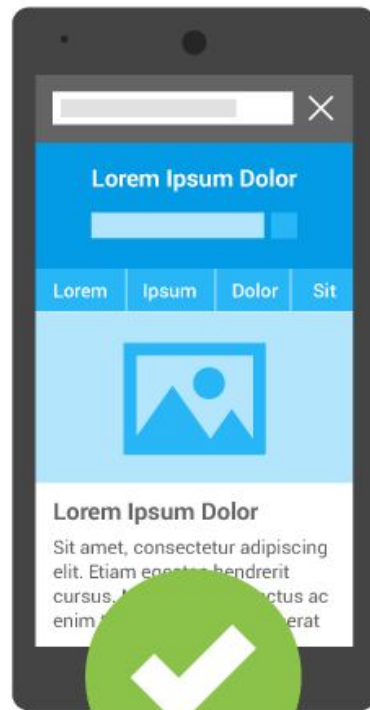 Lorem Ipsum Dolor
Lorem Ipsum Dolor Sit
Lorem Ipsum Dolor
Sit amet, consectetur adipiscing
elit. Etiam hendrerit
cursus. ac
enim